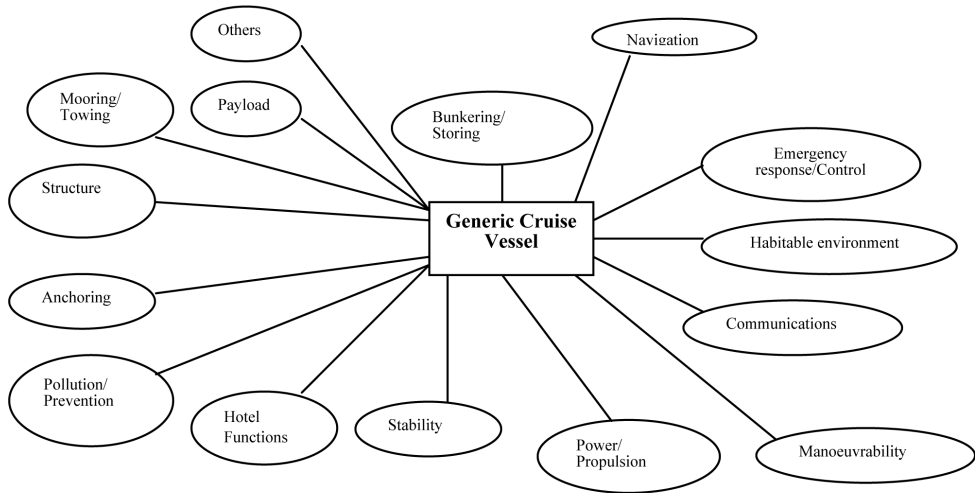 Others
Navigation
Mooring/
Towing
Payload
Bunkering/
Storing
Emergency
response/Control
Structure
Generic Cruise
Vessel
Habitable environment
Anchoring
Communications
Pollution/
Prevention
Hotel
Functions
Stability
Power/
Propulsion
Manoeuvrability